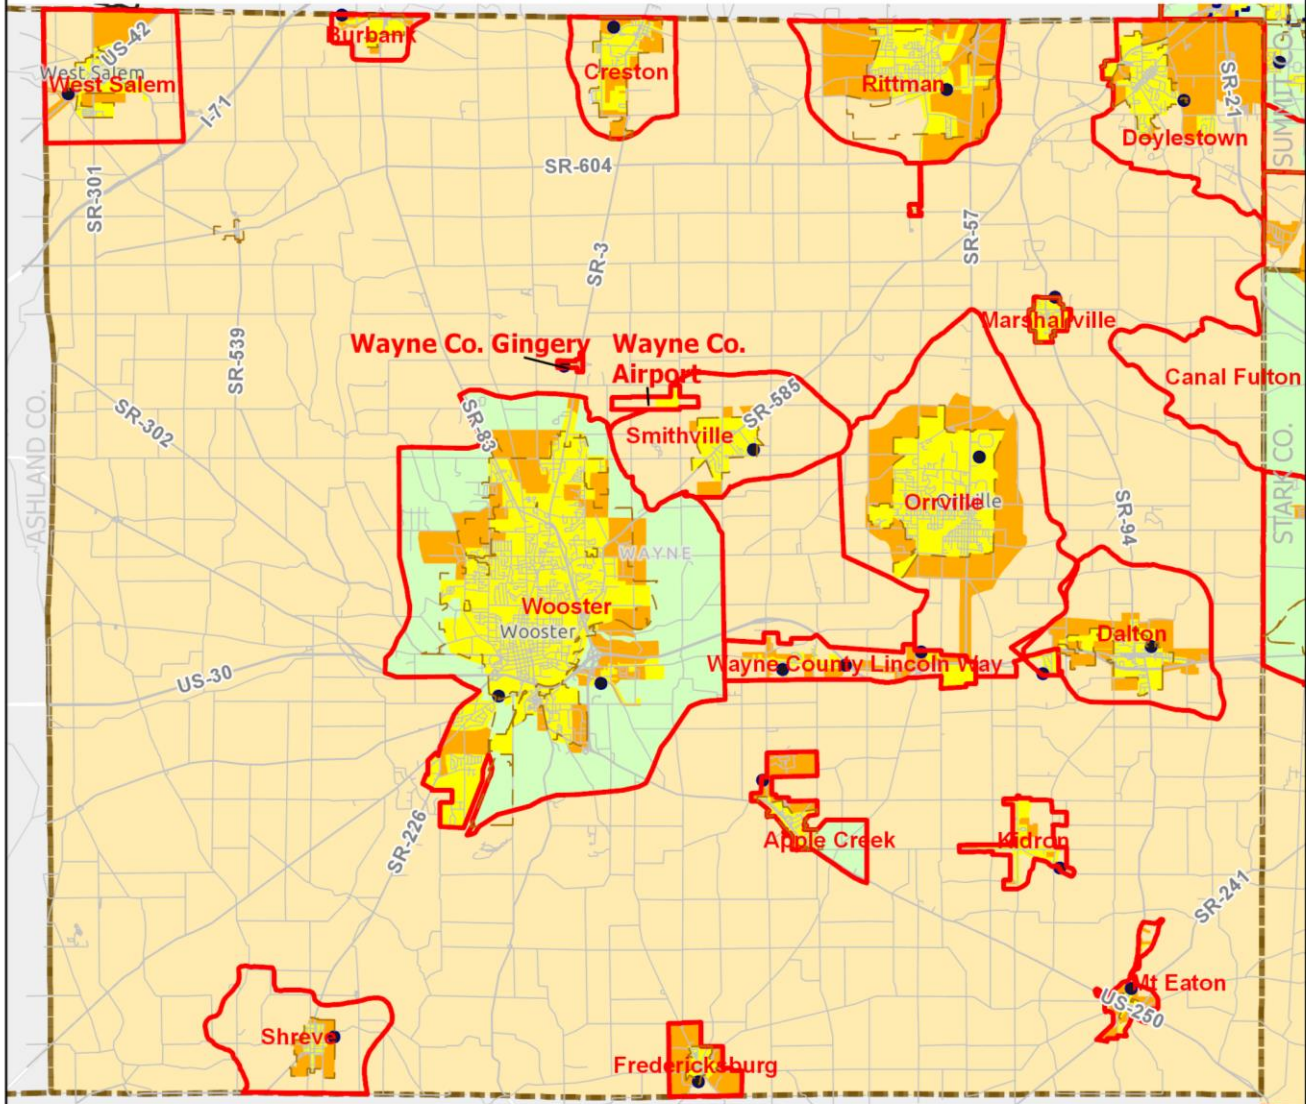 US-42
Burbank
West Salem
West Salem
Creston
Rittman
SR-21
Doylestown
SUMMIT
I-71
SR-604
SR-301
SR-3
SR-57
Marshallville
Wayne Co. Gingery
Wayne Co.
Airport
SR-539
Canal Fulton
ASHLAND CO.
SR-302
SR-83
SR-585
Smithville
Orrville
STARK CO.
SR-94
WAYNE
Wooster
Wooster
Dalton
Wayne County Lincoln Way
US-30
SR-226
Apple Creek
Kidron
SR-241
Mt Eaton
US-250
Shreve
Fredericksburg